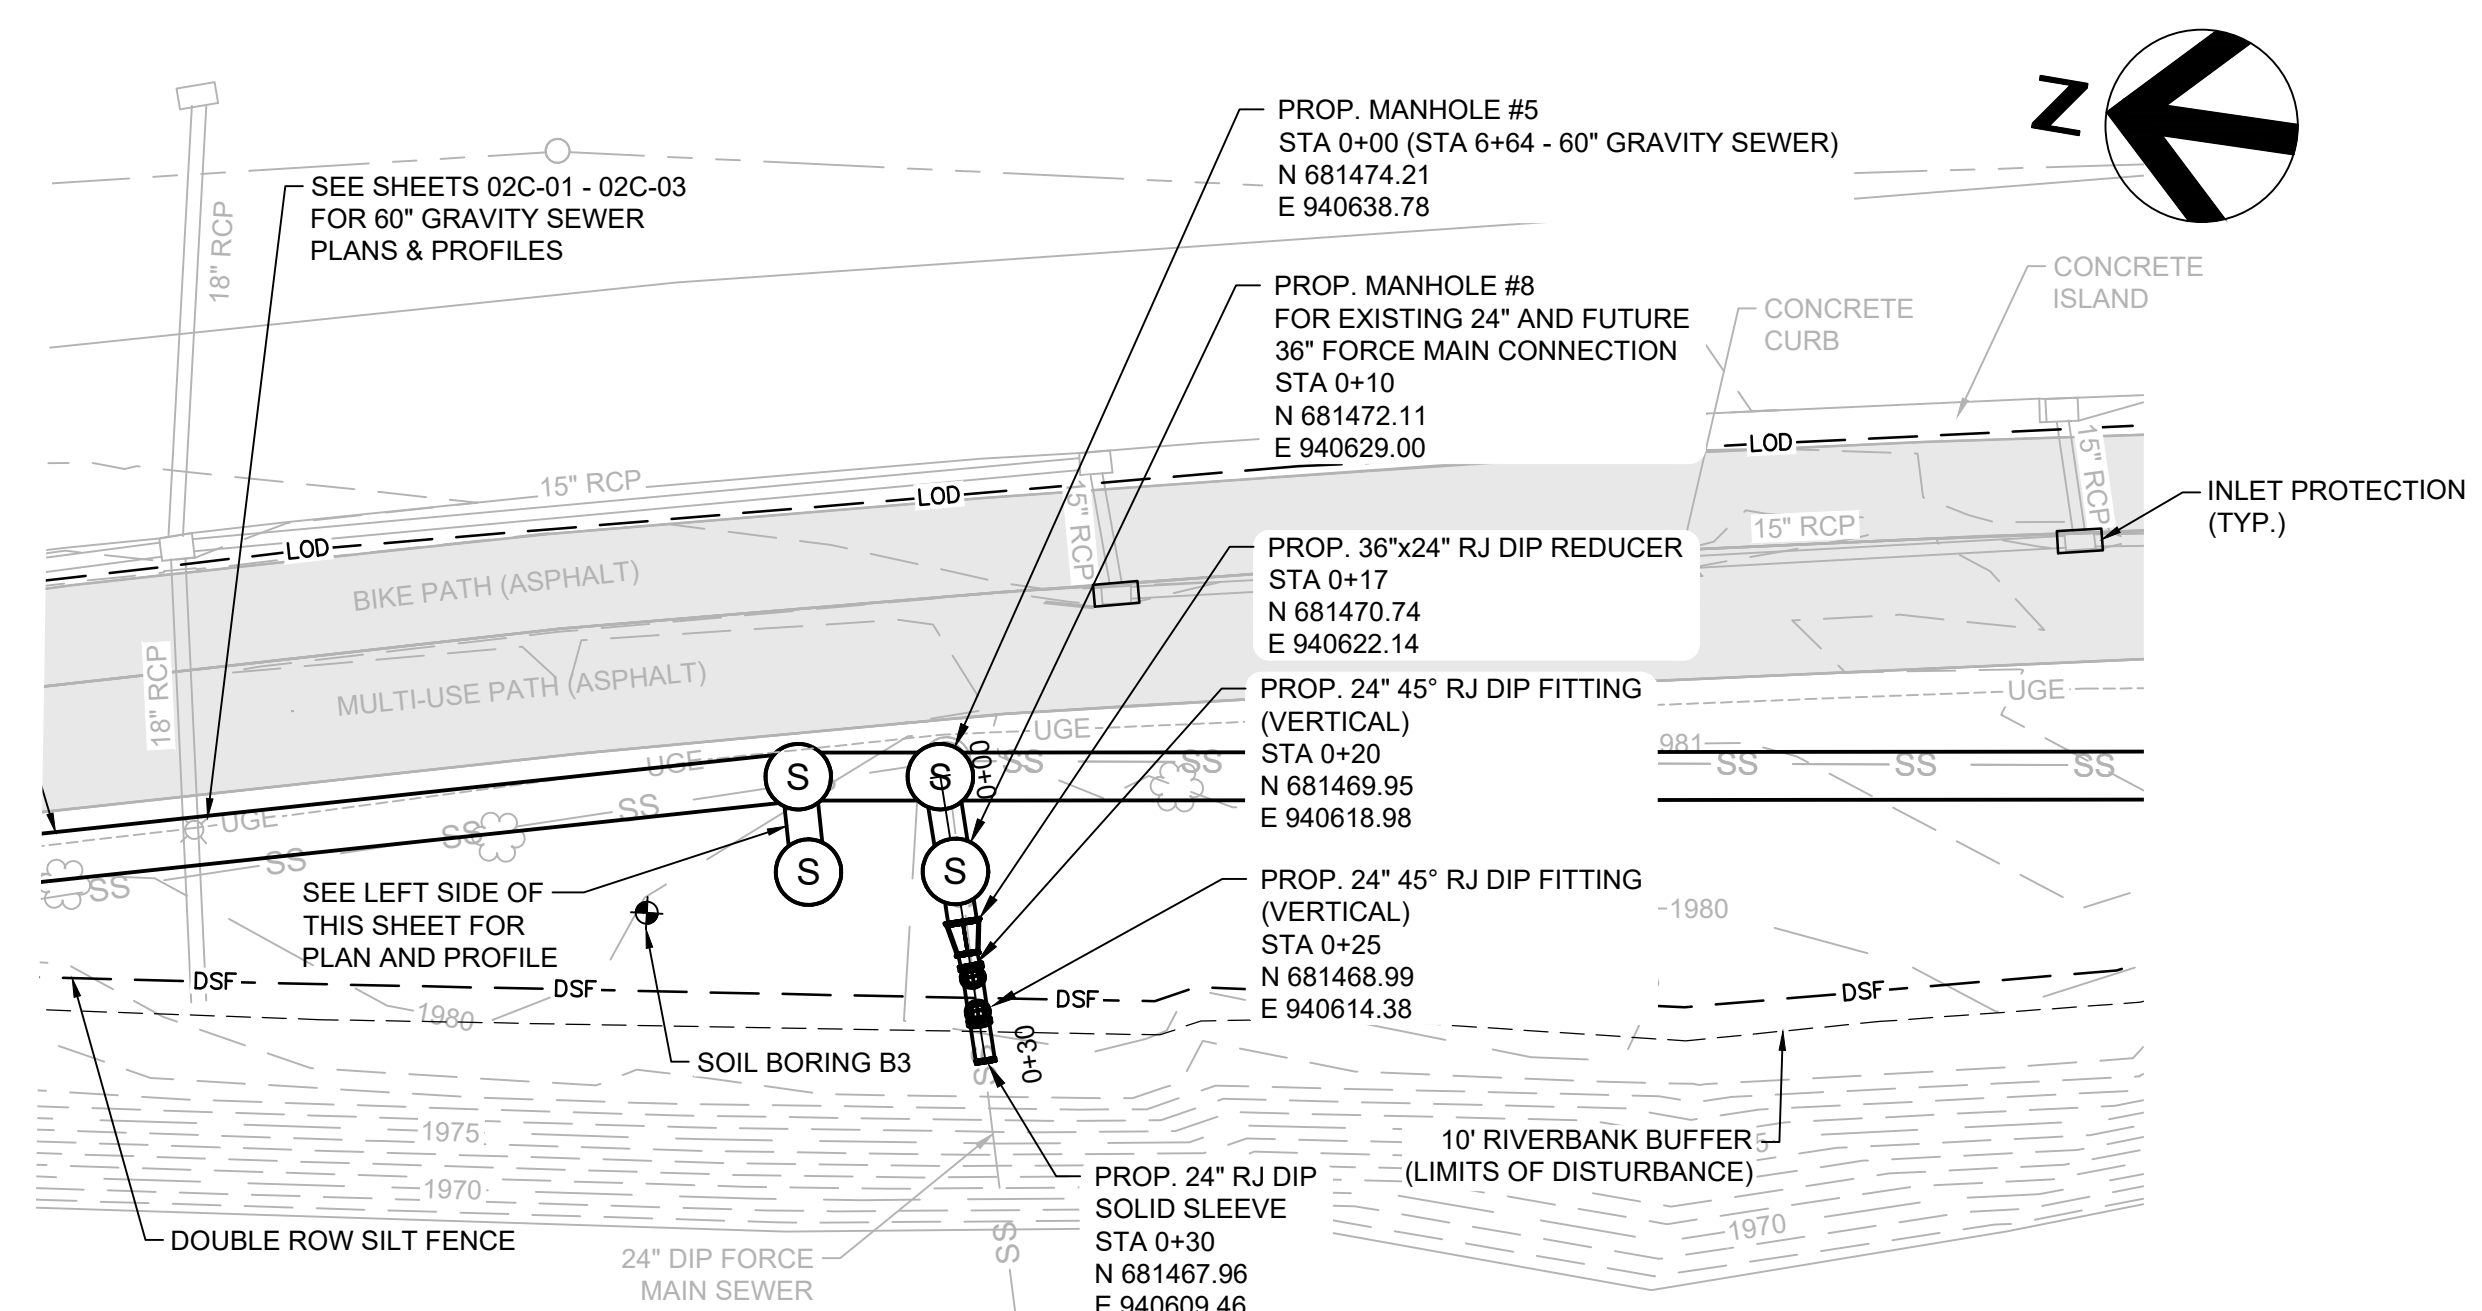 N
PROP. MANHOLE #5
STA 0+00 (STA 6+64 - 60" GRAVITY SEWER)
N 681474.21
E 940638.78
SEE SHEETS 02C-01 - 02C-03
FOR 60" GRAVITY SEWER
PLANS & PROFILES
18" RCP
PROP. MANHOLE #8
FOR EXISTING 24" AND FUTURE
36" FORCE MAIN CONNECTION
STA 0+10
N 681472.11
E 940629.00
CONCRETE
CURB
CONCRETE
ISLAND
LOD
15" RCP
15" RCP
LOD
15" RCP
INLET PROTECTION
(TYP.)
15" RCP
LOD
BIKE PATH (ASPHALT)
PROP. 36"x24" RJ DIP REDUCER
STA 0+17
N 681470.74
E 940622.14
18" RCP
MULTI-USE PATH (ASPHALT)
PROP. 24" 45° RJ DIP FITTING
(VERTICAL)
STA 0+20
N 681469.95
E 940618.98
UGE
UGE
UGE
UGE
981
SS
SS
SS
SS
SS
SS
SS
SS
SS
SS
S
S
0+00
S
S
SEE LEFT SIDE OF
THIS SHEET FOR
PLAN AND PROFILE
PROP. 24" 45° RJ DIP FITTING
(VERTICAL)
STA 0+25
N 681468.99
E 940614.38
1980
DSF
DSF
DSF
DSF
1980
0+30
SOIL BORING B3
S
1975
1970
10' RIVERBANK BUFFER
(LIMITS OF DISTURBANCE)
5
1970
DOUBLE ROW SILT FENCE
24" DIP FORCE
MAIN SEWER
SS
PROP. 24" RJ DIP
SOLID SLEEVE
STA 0+30
N 681467.96
E 940609.46